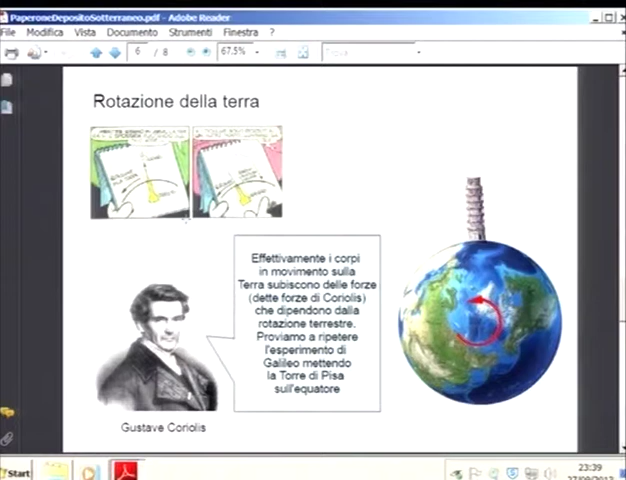 PaperoneDepositoSotterraneo.pdf - Adobe Reader
File Modifica Vista Documento Strumenti Finestra ?
6 / 8 67,5% Trova
Rotazione della terra
Effettivamente i corpi
in movimento sulla
Terra subiscono delle forze
(dette forze di Coriolis)
che dipendono dalla
rotazione terrestre.
Proviamo a ripetere
l'esperimento di
Galileo mettendo
la Torre di Pisa
sull'equatore
Gustave Coriolis
Start
23:39